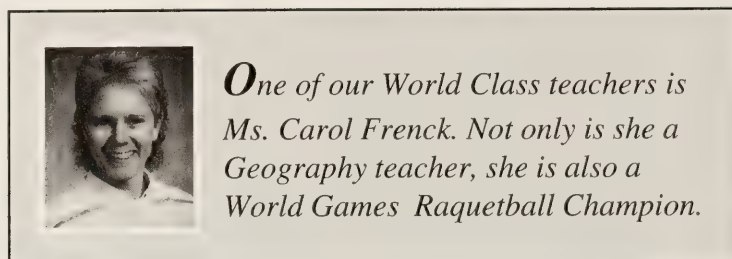 One of our World Class teachers is
Ms. Carol Frenck. Not only is she a
Geography teacher, she is also a
World Games Raquetball Champion.